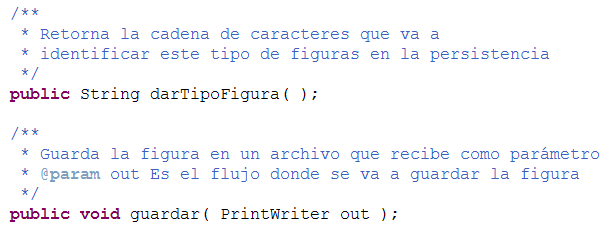 /**
 * Retorna la cadena de caracteres que va a
 * identificar este tipo de figuras en la persistencia
 */
public String darTipoFigura( );

/**
 * Guarda la figura en un archivo que recibe como parámetro
 * @param out Es el flujo donde se va a guardar la figura
 */
public void guardar( PrintWriter out );